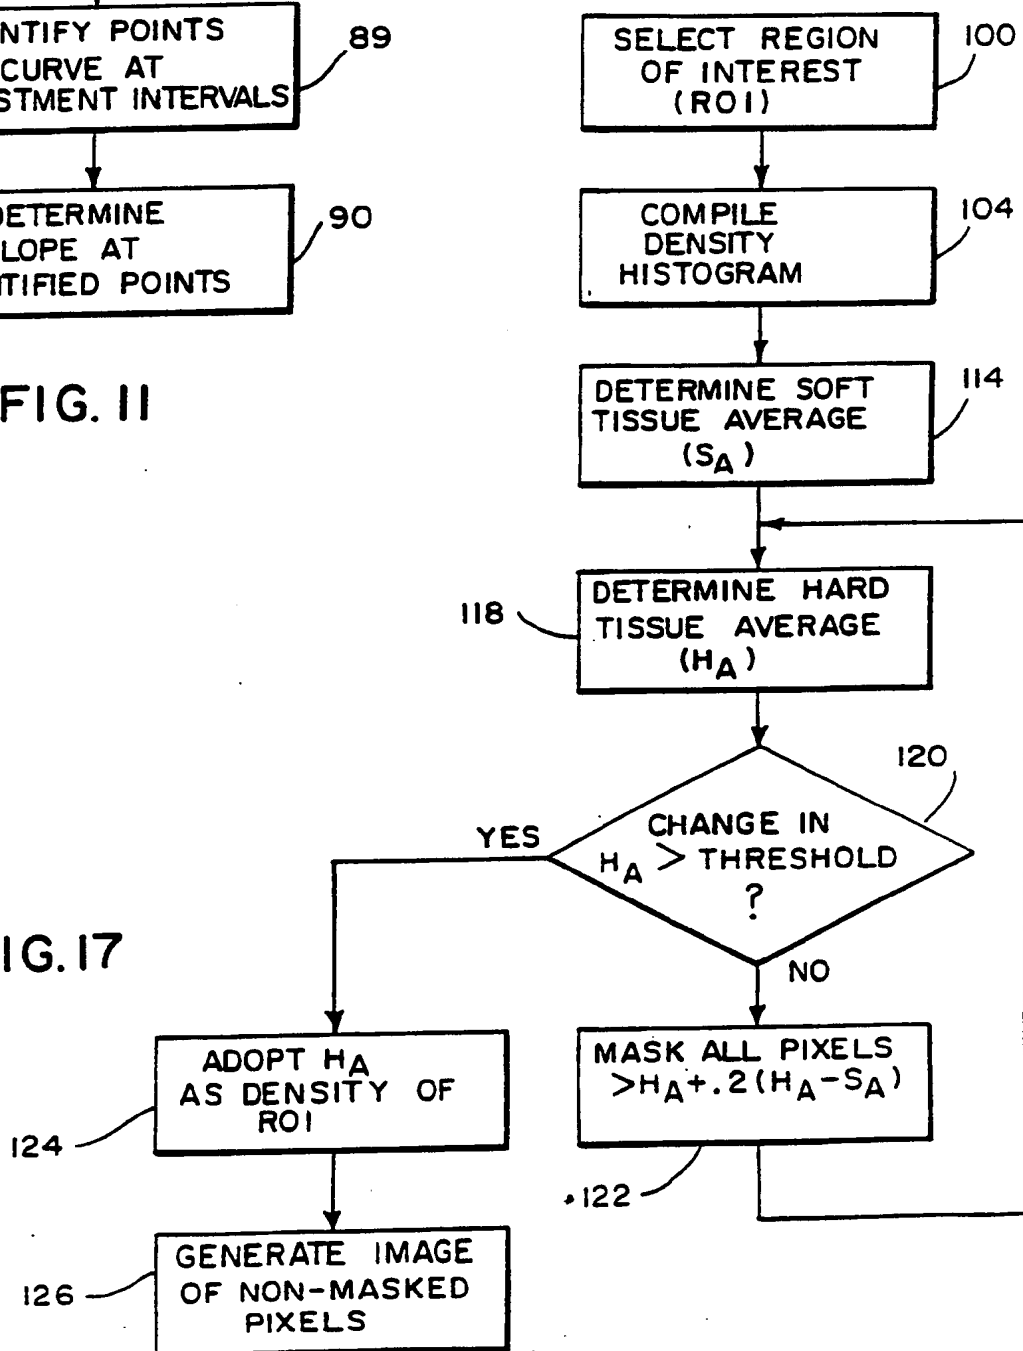 NTIFY POINTS
CURVE AT
STMENT INTERVALS
89
DETERMINE
LOPE AT
NTIFIED POINTS
90
FIG. 11
SELECT REGION
OF INTEREST
(ROI)
100
COMPILE
DENSITY
HISTOGRAM
104
DETERMINE SOFT
TISSUE AVERAGE
(SA)
114
DETERMINE HARD
TISSUE AVERAGE
(HA)
118
120
CHANGE IN
HA > THRESHOLD
?
YES
NO
IG. 17
ADOPT HA
AS DENSITY OF
ROI
124
MASK ALL PIXELS
>HA+.2(HA-SA)
122
GENERATE IMAGE
OF NON-MASKED
PIXELS
126